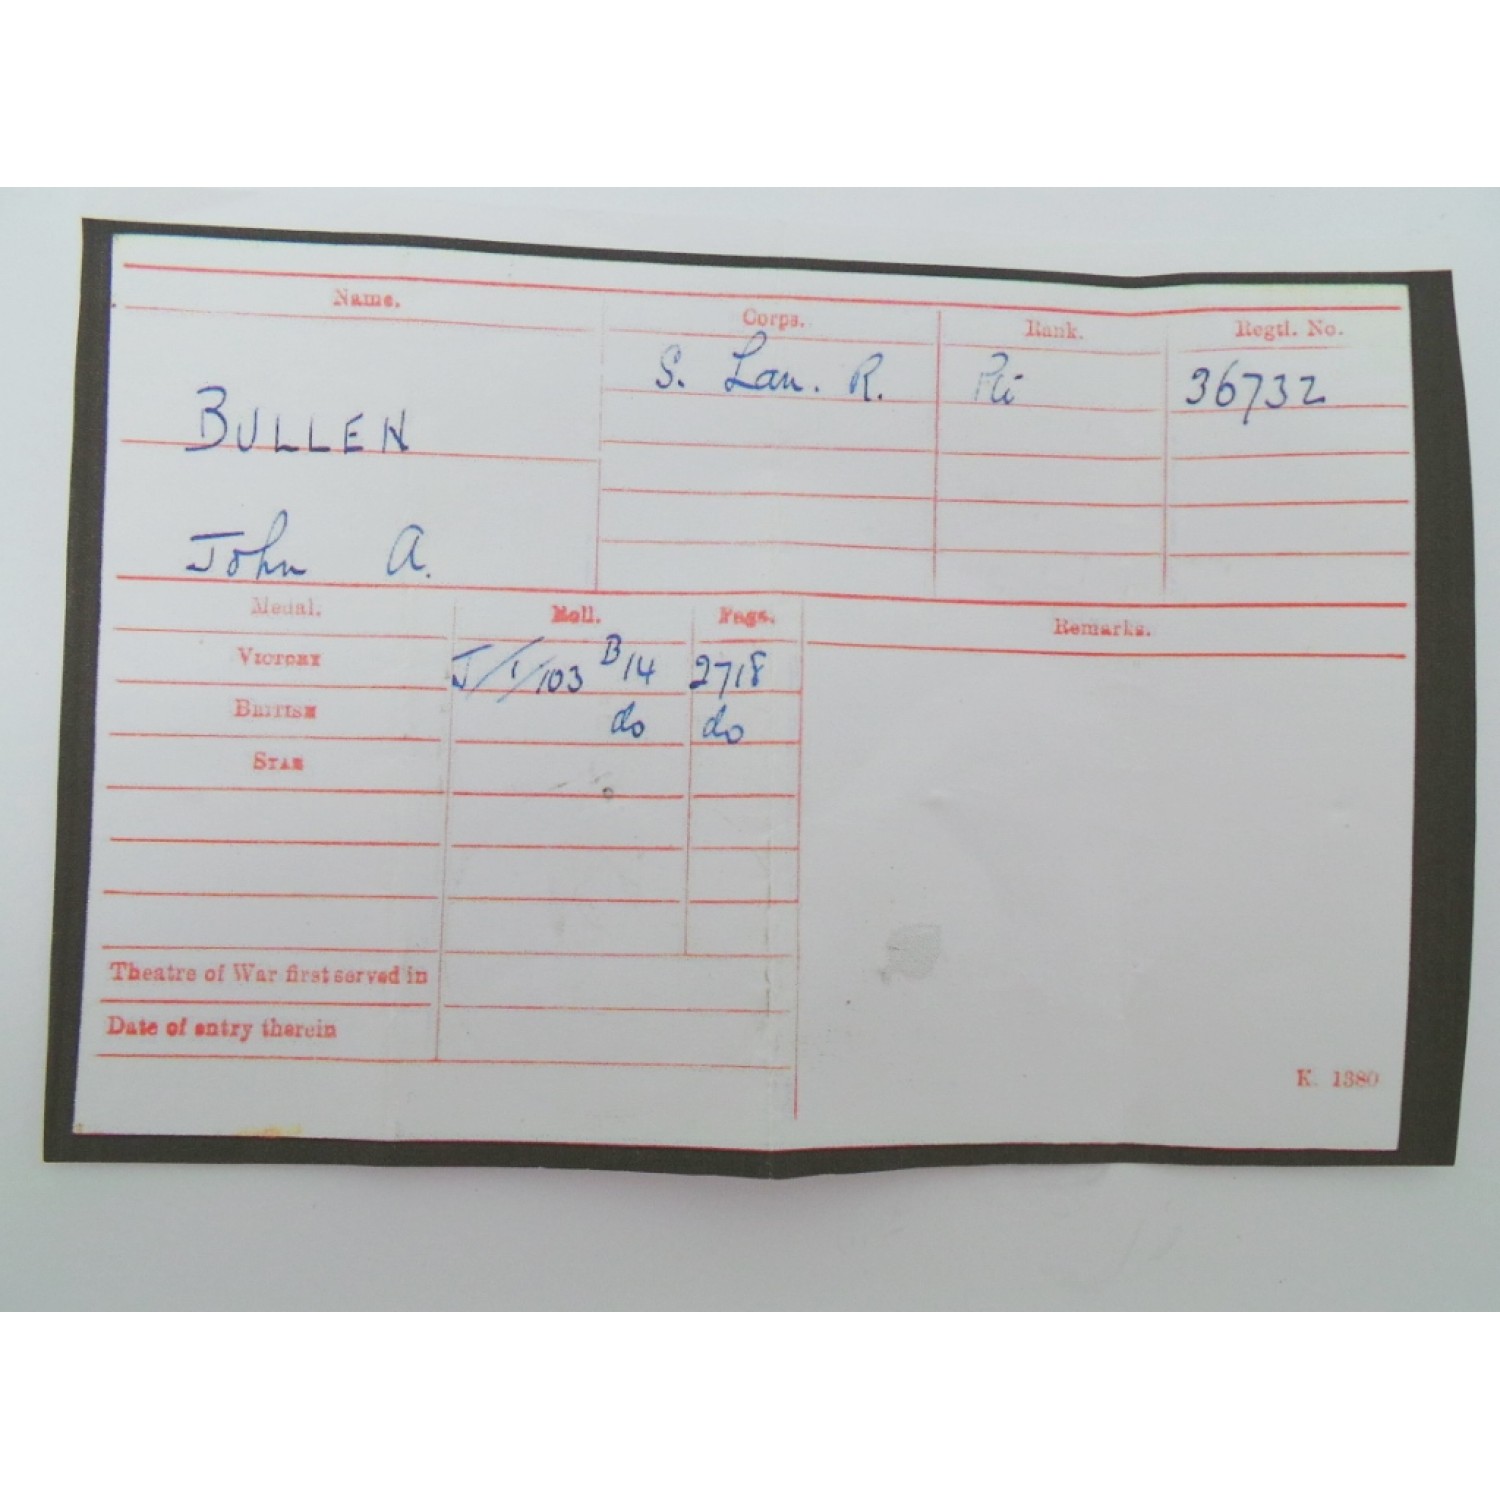 Name. Corps. Rank. Regtl. No.
S. Lan. R. Pte 36732
BULLEN
John A.
Medal. Roll. Page. Remarks.
VICTORY J/1/103 B14 2718
BRITISH do do
STAR
Theatre of War first served in
Date of entry therein
K. 1380